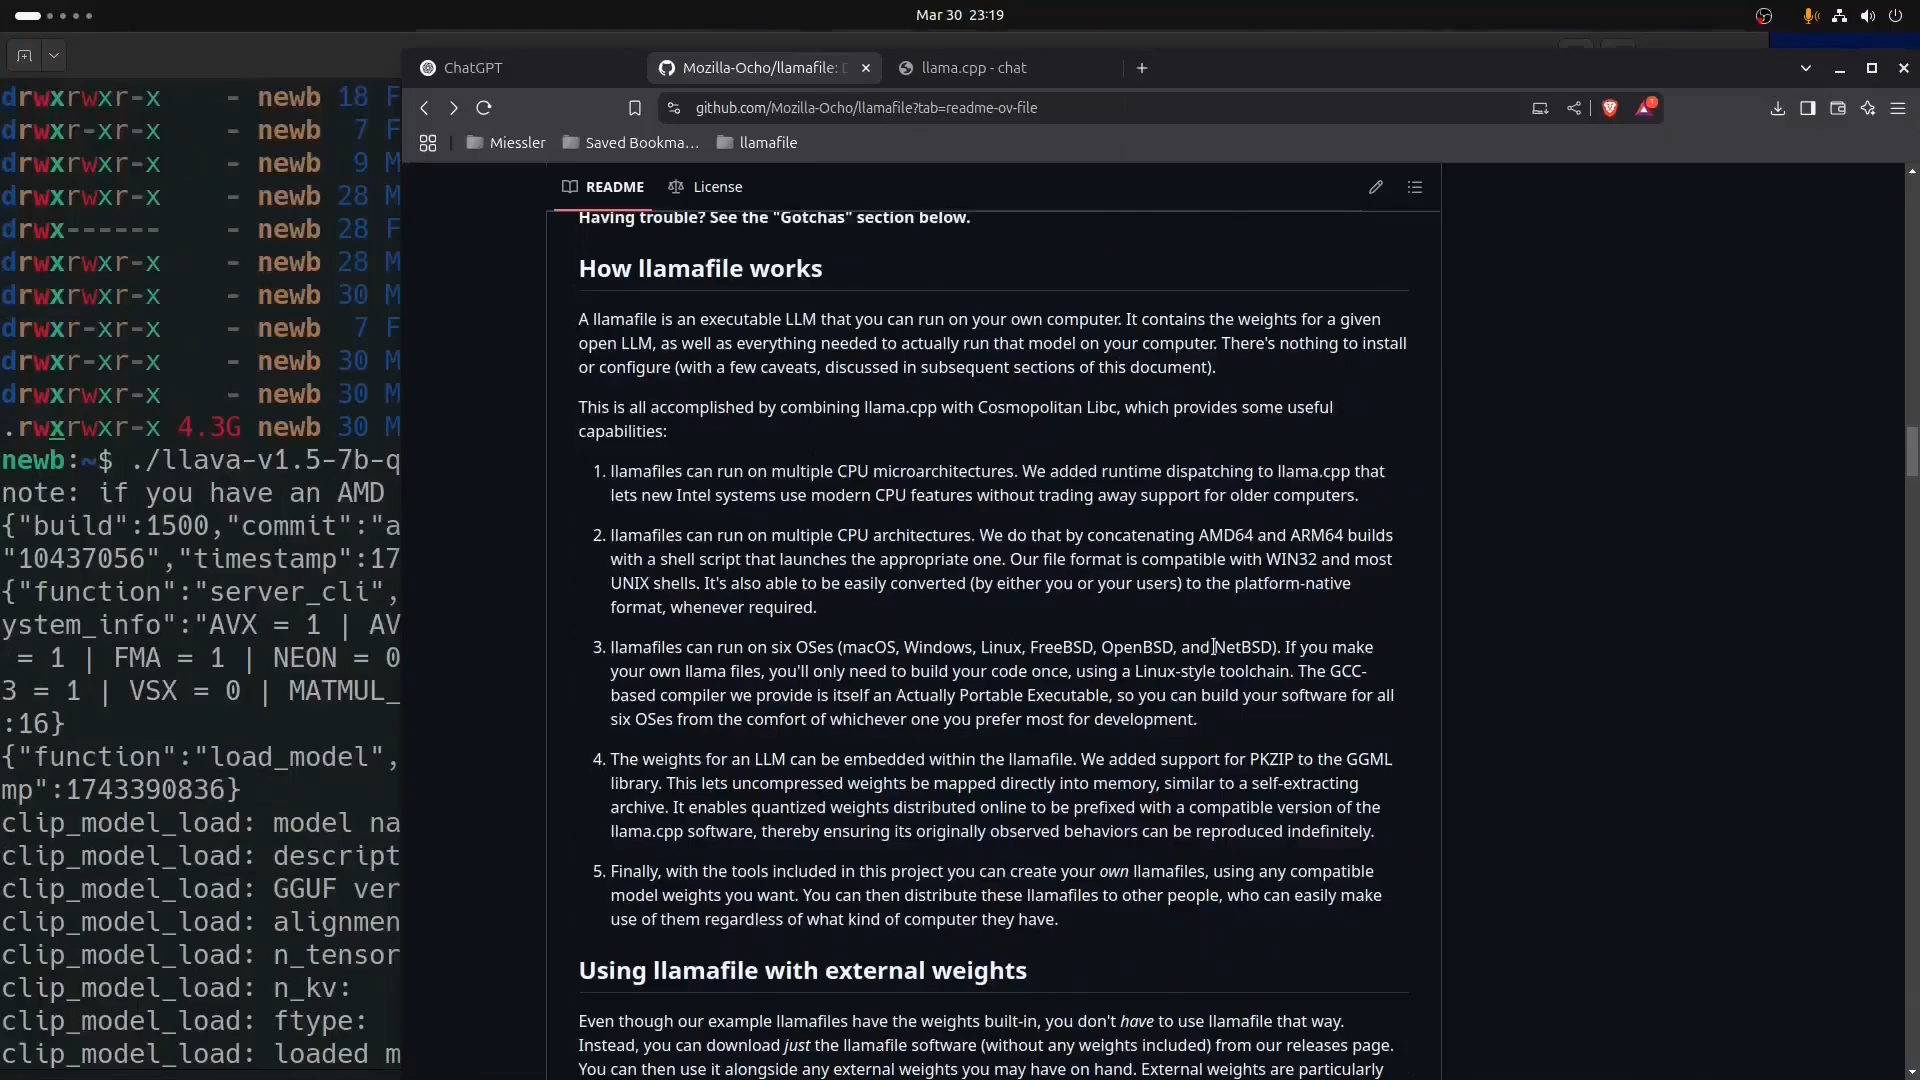 Mar 30 23:19
ChatGPT
Mozilla-Ocho/llamafile: D
llama.cpp - chat
github.com/Mozilla-Ocho/llamafile?tab=readme-ov-file
1
Miessler
Saved Bookma...
llamafile
drwxrwxr-x - newb 18 F
drwxr-xr-x - newb 7 F
drwxrwxr-x - newb 9 M
drwxrwxr-x - newb 28 M
drwx------ - newb 28 F
drwxrwxr-x - newb 28 M
drwxrwxr-x - newb 30 M
drwxr-xr-x - newb 7 F
drwxr-xr-x - newb 30 M
drwxrwxr-x - newb 30 M
.rwxrwxr-x 4.3G newb 30 M
newb:~$ ./llava-v1.5-7b-q
note: if you have an AMD
{"build":1500,"commit":"a
"10437056","timestamp":17
{"function":"server_cli",
ystem_info":"AVX = 1 | AV
= 1 | FMA = 1 | NEON = 0
3 = 1 | VSX = 0 | MATMUL_
:16}
{"function":"load_model",
mp":1743390836}
clip_model_load: model na
clip_model_load: descript
clip_model_load: GGUF ver
clip_model_load: alignmen
clip_model_load: n_tensor
clip_model_load: n_kv:
clip_model_load: ftype:
clip_model_load: loaded m
README
License
Having trouble? See the "Gotchas" section below.
How llamafile works
A llamafile is an executable LLM that you can run on your own computer. It contains the weights for a given
open LLM, as well as everything needed to actually run that model on your computer. There's nothing to install
or configure (with a few caveats, discussed in subsequent sections of this document).
This is all accomplished by combining llama.cpp with Cosmopolitan Libc, which provides some useful
capabilities:
1. llamafiles can run on multiple CPU microarchitectures. We added runtime dispatching to llama.cpp that
lets new Intel systems use modern CPU features without trading away support for older computers.
2. llamafiles can run on multiple CPU architectures. We do that by concatenating AMD64 and ARM64 builds
with a shell script that launches the appropriate one. Our file format is compatible with WIN32 and most
UNIX shells. It's also able to be easily converted (by either you or your users) to the platform-native
format, whenever required.
3. llamafiles can run on six OSes (macOS, Windows, Linux, FreeBSD, OpenBSD, and NetBSD). If you make
your own llama files, you'll only need to build your code once, using a Linux-style toolchain. The GCC-
based compiler we provide is itself an Actually Portable Executable, so you can build your software for all
six OSes from the comfort of whichever one you prefer most for development.
4. The weights for an LLM can be embedded within the llamafile. We added support for PKZIP to the GGML
library. This lets uncompressed weights be mapped directly into memory, similar to a self-extracting
archive. It enables quantized weights distributed online to be prefixed with a compatible version of the
llama.cpp software, thereby ensuring its originally observed behaviors can be reproduced indefinitely.
5. Finally, with the tools included in this project you can create your own llamafiles, using any compatible
model weights you want. You can then distribute these llamafiles to other people, who can easily make
use of them regardless of what kind of computer they have.
Using llamafile with external weights
Even though our example llamafiles have the weights built-in, you don't have to use llamafile that way.
Instead, you can download just the llamafile software (without any weights included) from our releases page.
You can then use it alongside any external weights you may have on hand. External weights are particularly